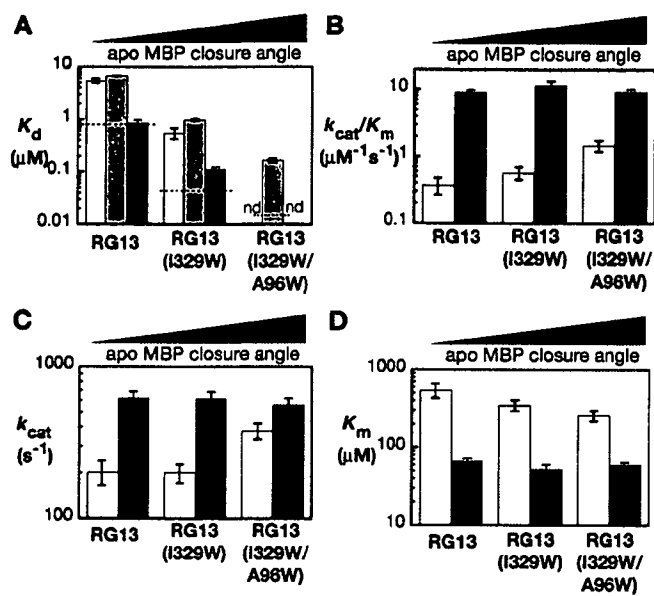 A
apo MBP closure angle
10
1
0.1
0.01
Kd
(µM)
nd
nd
RG13
RG13
(I329W)
RG13
(I329W/
A96W)
B
apo MBP closure angle
10
1
0.1
kcat/Km
(µM-1s-1)
RG13
RG13
(I329W)
RG13
(I329W/
A96W)
C
apo MBP closure angle
1000
100
kcat
(s-1)
RG13
RG13
(I329W)
RG13
(I329W/
A96W)
D
apo MBP closure angle
1000
100
10
Km
(µM)
RG13
RG13
(I329W)
RG13
(I329W/
A96W)